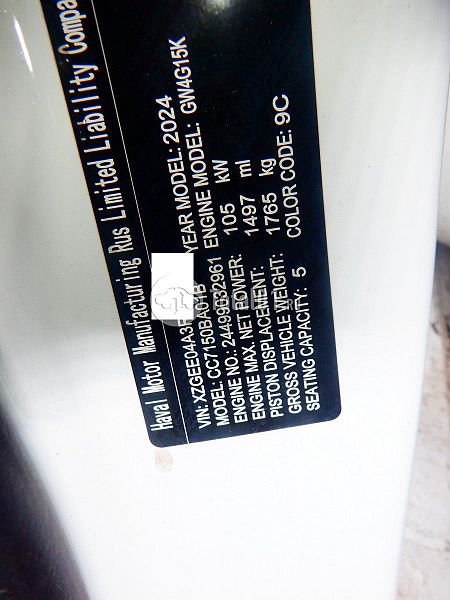 Haval Motor Manufacturing Rus Limited Liability Compa
VIN: XZGEE04A3 YEAR MODEL: 2024
MODEL: CC7150BA ENGINE MODEL: GW4G15K
ENGINE NO.: 2961
ENGINE MAX. NET POWER: 105 kW
PISTON DISPLACEMENT: 1497 ml
GROSS VEHICLE WEIGHT: 1765 kg
SEATING CAPACITY: 5 COLOR CODE: 9C